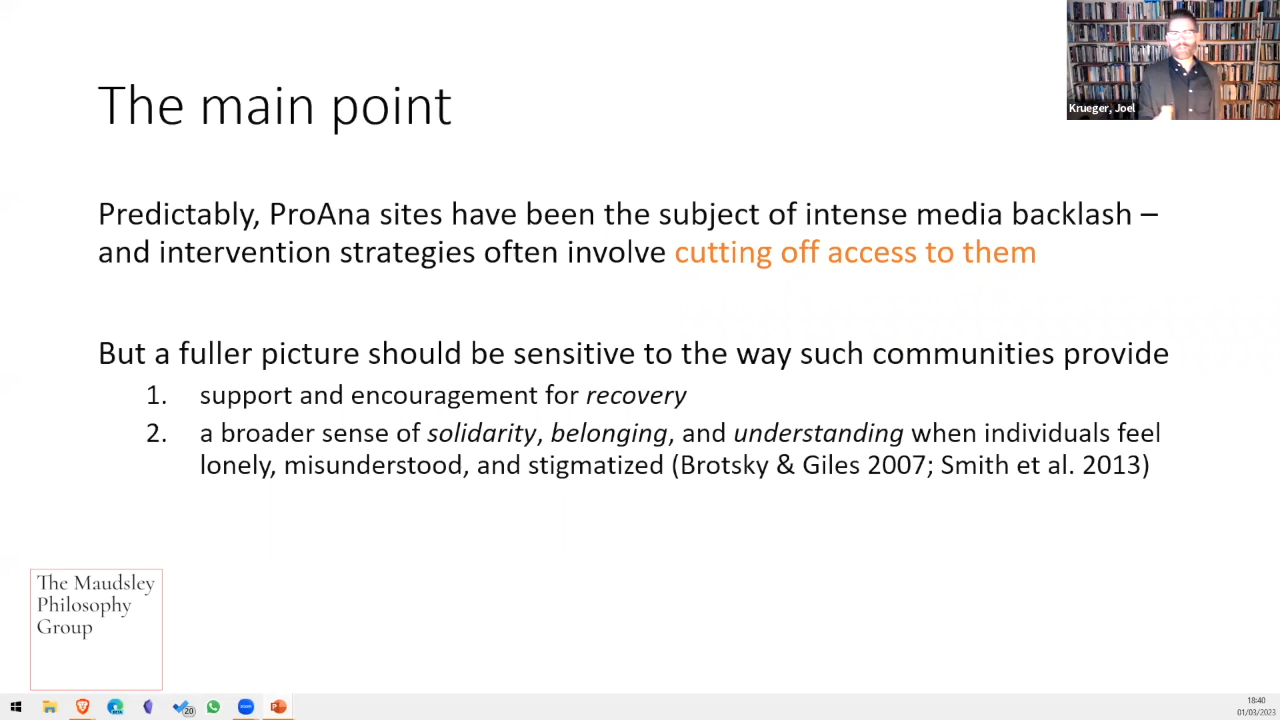 Krueger, Joel
The main point
Predictably, ProAna sites have been the subject of intense media backlash –
and intervention strategies often involve cutting off access to them
But a fuller picture should be sensitive to the way such communities provide
1. support and encouragement for recovery
2. a broader sense of solidarity, belonging, and understanding when individuals feel
lonely, misunderstood, and stigmatized (Brotsky & Giles 2007; Smith et al. 2013)
The Maudsley
Philosophy
Group
20
zoom
18:40
01/03/2023